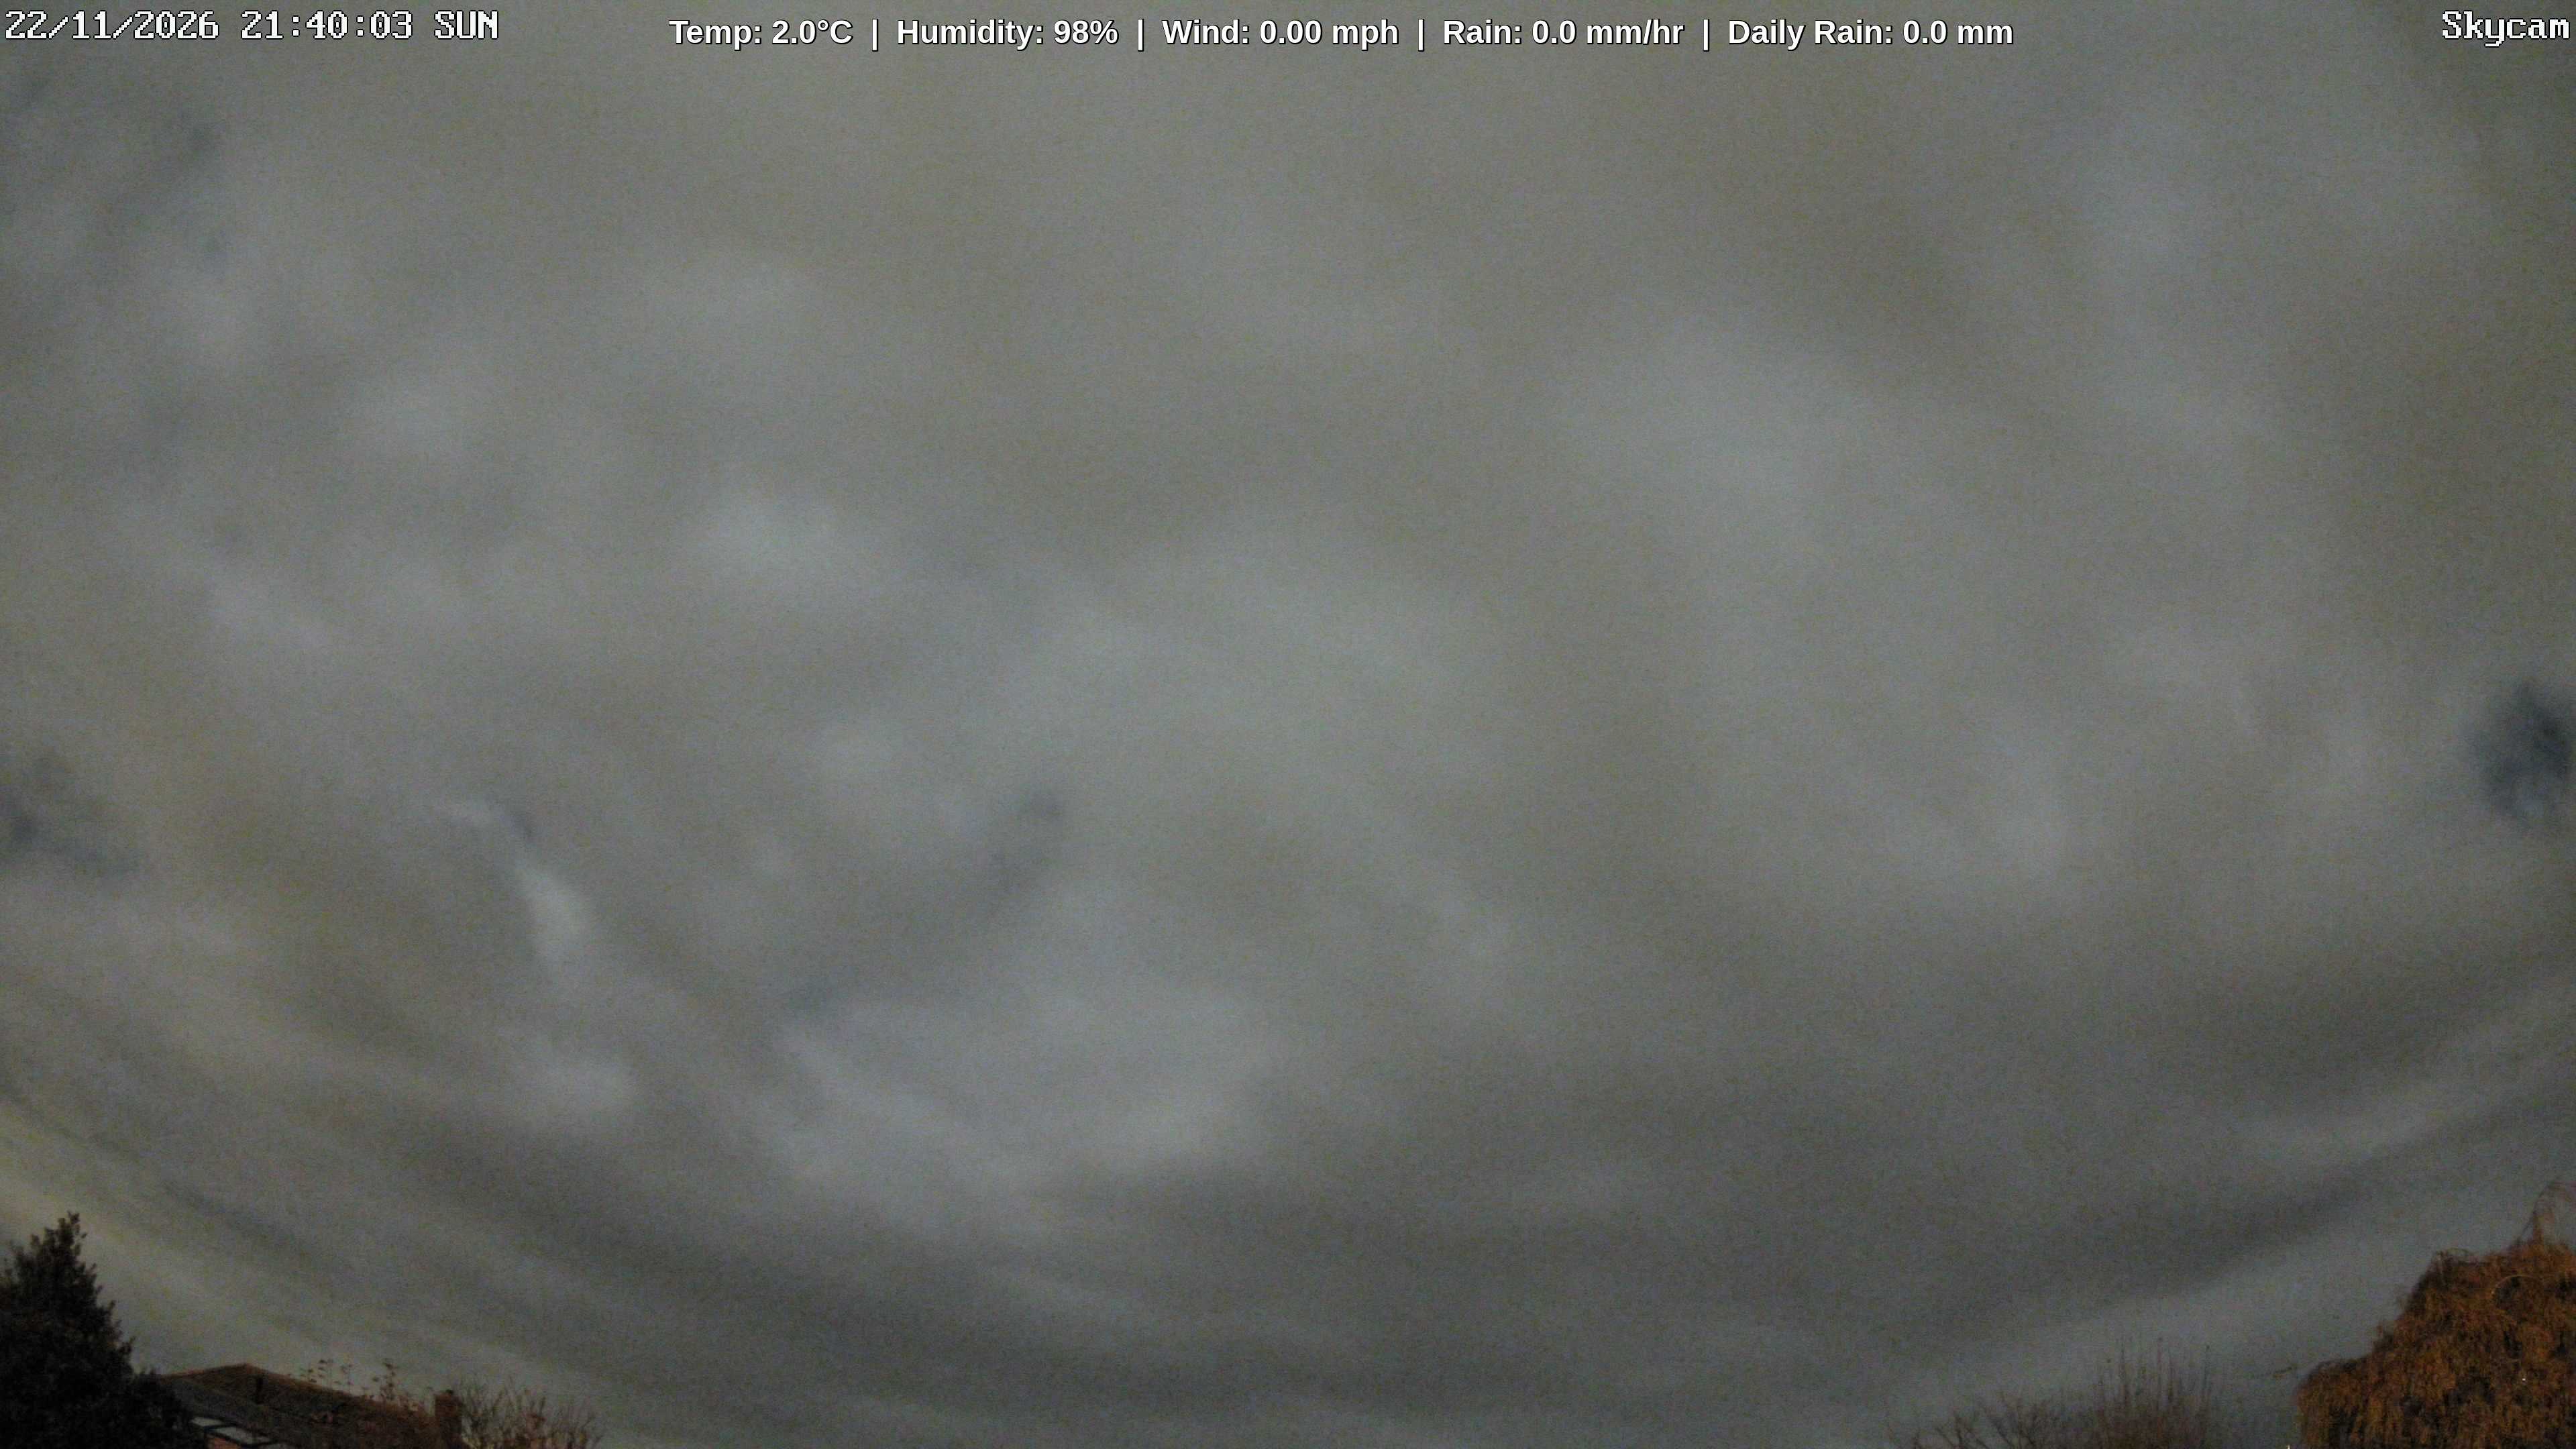 22/11/2026 21:40:03 SUN
Temp: 2.0°C | Humidity: 98% | Wind: 0.00 mph | Rain: 0.0 mm/hr | Daily Rain: 0.0 mm
Skycam